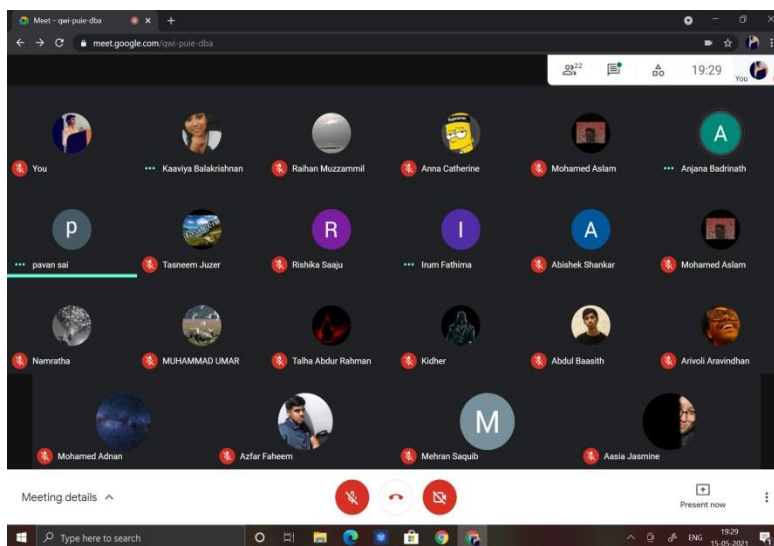 Meet – qwi-puie-dba
meet.google.com/qwi-puie-dba
22
19:29
You
Supreme
A
You
Kaaviya Balakrishnan
Raihan Muzzammil
Anna Catherine
Mohamed Aslam
Anjana Badrinath
p
R
I
A
pavan sai
Tasneem Juzer
Rishika Saaju
Irum Fathima
Abishek Shankar
Mohamed Aslam
Namratha
MUHAMMAD UMAR
Talha Abdur Rahman
Kidher
Abdul Baasith
Arivoli Aravindhan
M
Mohamed Adnan
Azfar Faheem
Mehran Saquib
Aasia Jasmine
Meeting details
Present now
Type here to search
ENG
19:29
15-05-2021